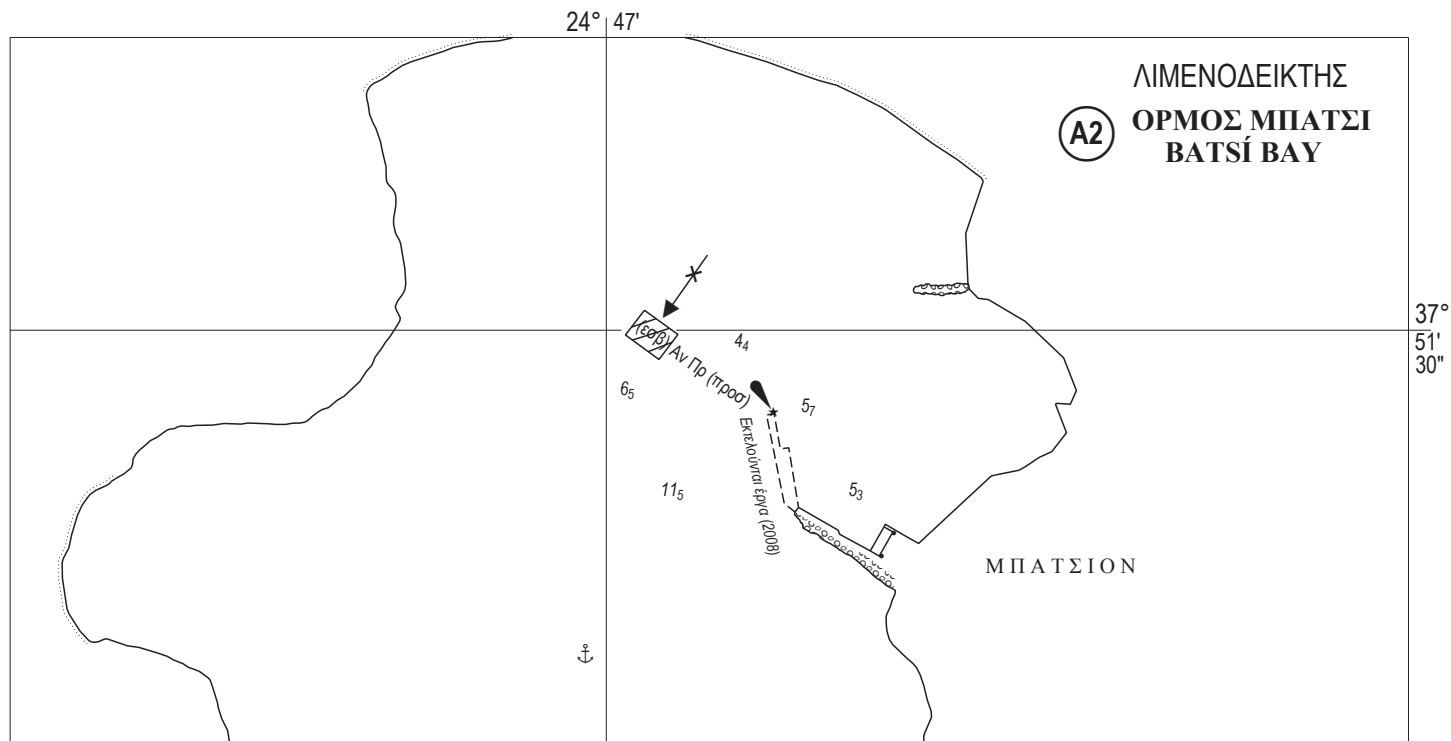 24° 47'
ΛΙΜΕΝΟΔΕΙΚΤΗΣ
A2 ΟΡΜΟΣ ΜΠΑΤΣΙ
BATSÍ BAY
37°
51'
30"
(εσβ) Αν Πρ (προσ)
4₄
6₅
5₇
Εκτελούνται έργα (2008)
11₅
5₃
ΜΠΑΤΣΙΟΝ